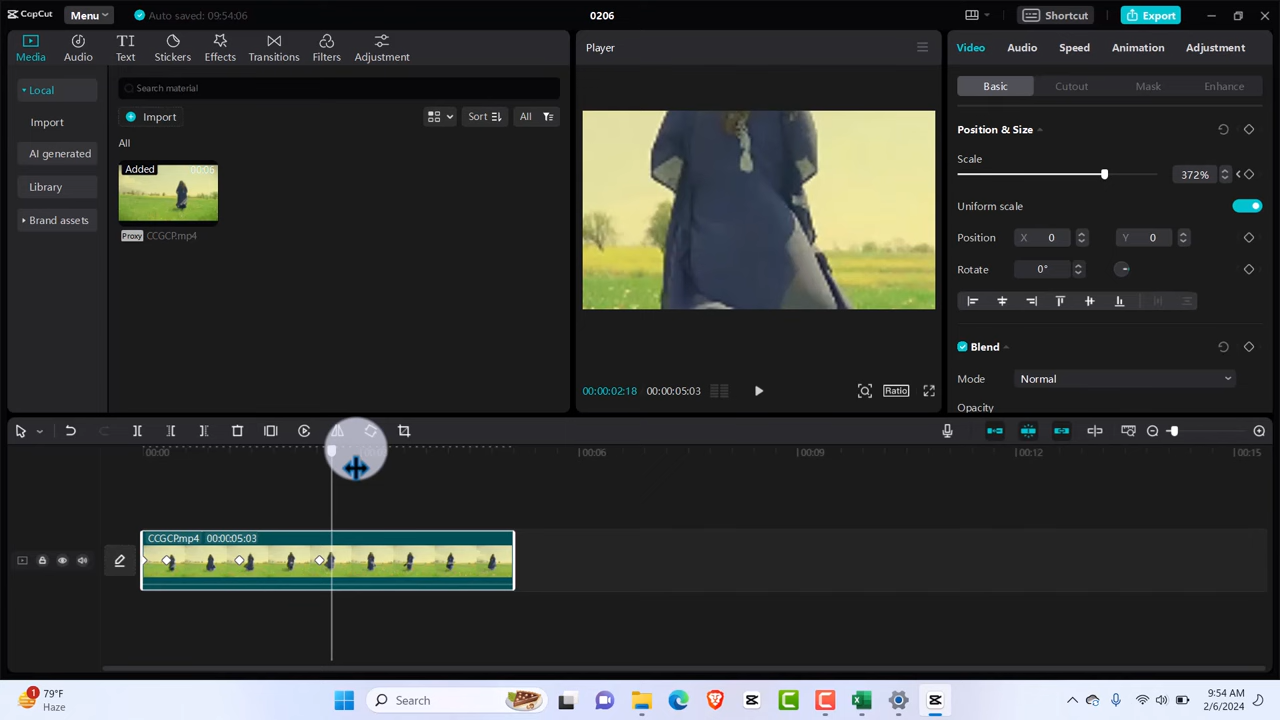 CapCut
Menu
Auto saved: 09:54:06
0206
Shortcut
Export
Media
Audio
Text
Stickers
Effects
Transitions
Filters
Adjustment
Local
Import
AI generated
Library
Brand assets
Search material
Import
Sort
All
All
Added
00:06
Proxy
CCGCP.mp4
Player
00:00:02:18
00:00:05:03
Ratio
Video
Audio
Speed
Animation
Adjustment
Basic
Cutout
Mask
Enhance
Position & Size
Scale
372%
Uniform scale
Position X 0 Y 0
Rotate 0°
Blend
Mode Normal
Opacity
00:00
00:06
00:09
00:12
00:15
CCGCP.mp4 00:00:05:03
1
79°F
Haze
Search
9:54 AM
2/6/2024